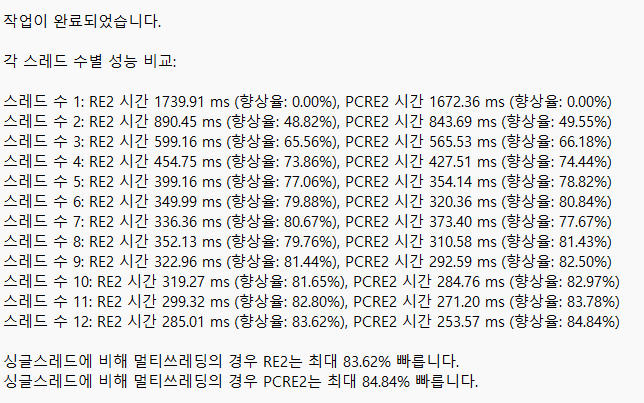 작업이 완료되었습니다.
각 스레드 수별 성능 비교:
스레드 수 1: RE2 시간 1739.91 ms (향상율: 0.00%), PCRE2 시간 1672.36 ms (향상율: 0.00%)
스레드 수 2: RE2 시간 890.45 ms (향상율: 48.82%), PCRE2 시간 843.69 ms (향상율: 49.55%)
스레드 수 3: RE2 시간 599.16 ms (향상율: 65.56%), PCRE2 시간 565.53 ms (향상율: 66.18%)
스레드 수 4: RE2 시간 454.75 ms (향상율: 73.86%), PCRE2 시간 427.51 ms (향상율: 74.44%)
스레드 수 5: RE2 시간 399.16 ms (향상율: 77.06%), PCRE2 시간 354.14 ms (향상율: 78.82%)
스레드 수 6: RE2 시간 349.99 ms (향상율: 79.88%), PCRE2 시간 320.36 ms (향상율: 80.84%)
스레드 수 7: RE2 시간 336.36 ms (향상율: 80.67%), PCRE2 시간 373.40 ms (향상율: 77.67%)
스레드 수 8: RE2 시간 352.13 ms (향상율: 79.76%), PCRE2 시간 310.58 ms (향상율: 81.43%)
스레드 수 9: RE2 시간 322.96 ms (향상율: 81.44%), PCRE2 시간 292.59 ms (향상율: 82.50%)
스레드 수 10: RE2 시간 319.27 ms (향상율: 81.65%), PCRE2 시간 284.76 ms (향상율: 82.97%)
스레드 수 11: RE2 시간 299.32 ms (향상율: 82.80%), PCRE2 시간 271.20 ms (향상율: 83.78%)
스레드 수 12: RE2 시간 285.01 ms (향상율: 83.62%), PCRE2 시간 253.57 ms (향상율: 84.84%)
싱글스레드에 비해 멀티쓰레딩의 경우 RE2는 최대 83.62% 빠릅니다.
싱글스레드에 비해 멀티쓰레딩의 경우 PCRE2는 최대 84.84% 빠릅니다.